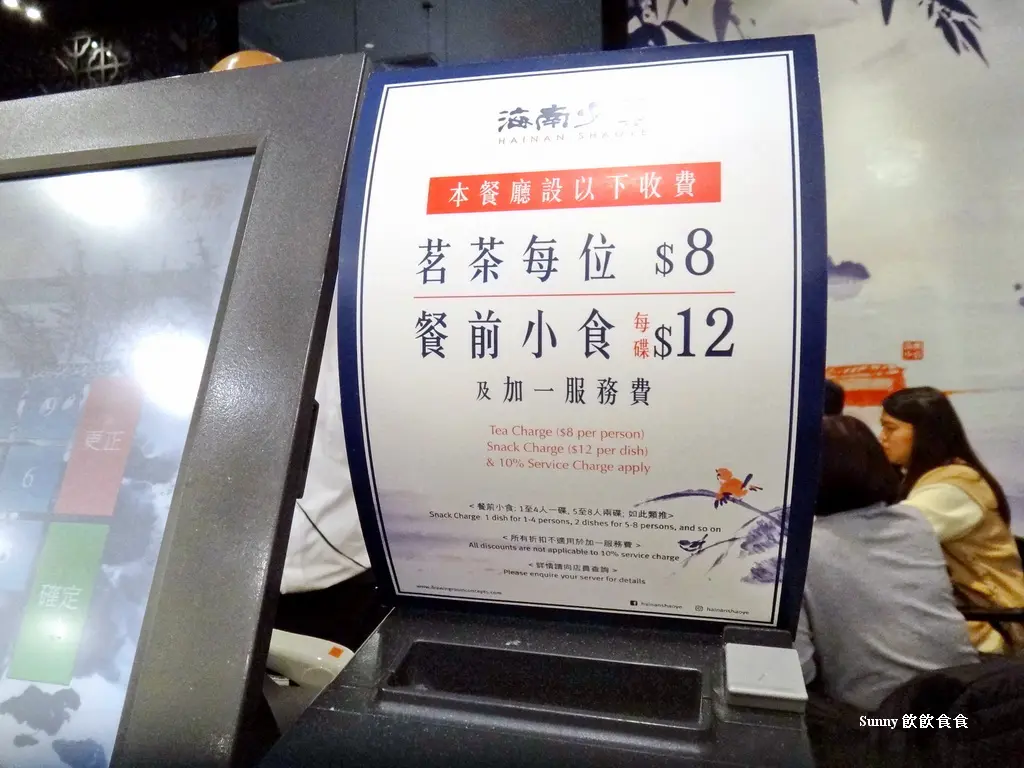 海南少爺
HAINAN SHAOYE
本餐廳設以下收費
茗茶每位 $8
餐前小食 每碟 $12
及加一服務費
Tea Charge ($8 per person)
Snack Charge ($12 per dish)
& 10% Service Charge apply
< 餐前小食: 1至4人一碟, 5至8人兩碟; 如此類推>
Snack Charge: 1 dish for 1-4 persons, 2 dishes for 5-8 persons, and so on
< 所有折扣不適用於加一服務費 >
All discounts are not applicable to 10% service charge
< 詳情請向店員查詢 >
Please enquire your server for details
hainanshaoye
hainanshaoye
更正
6
確定
Sunny 飲飲食食